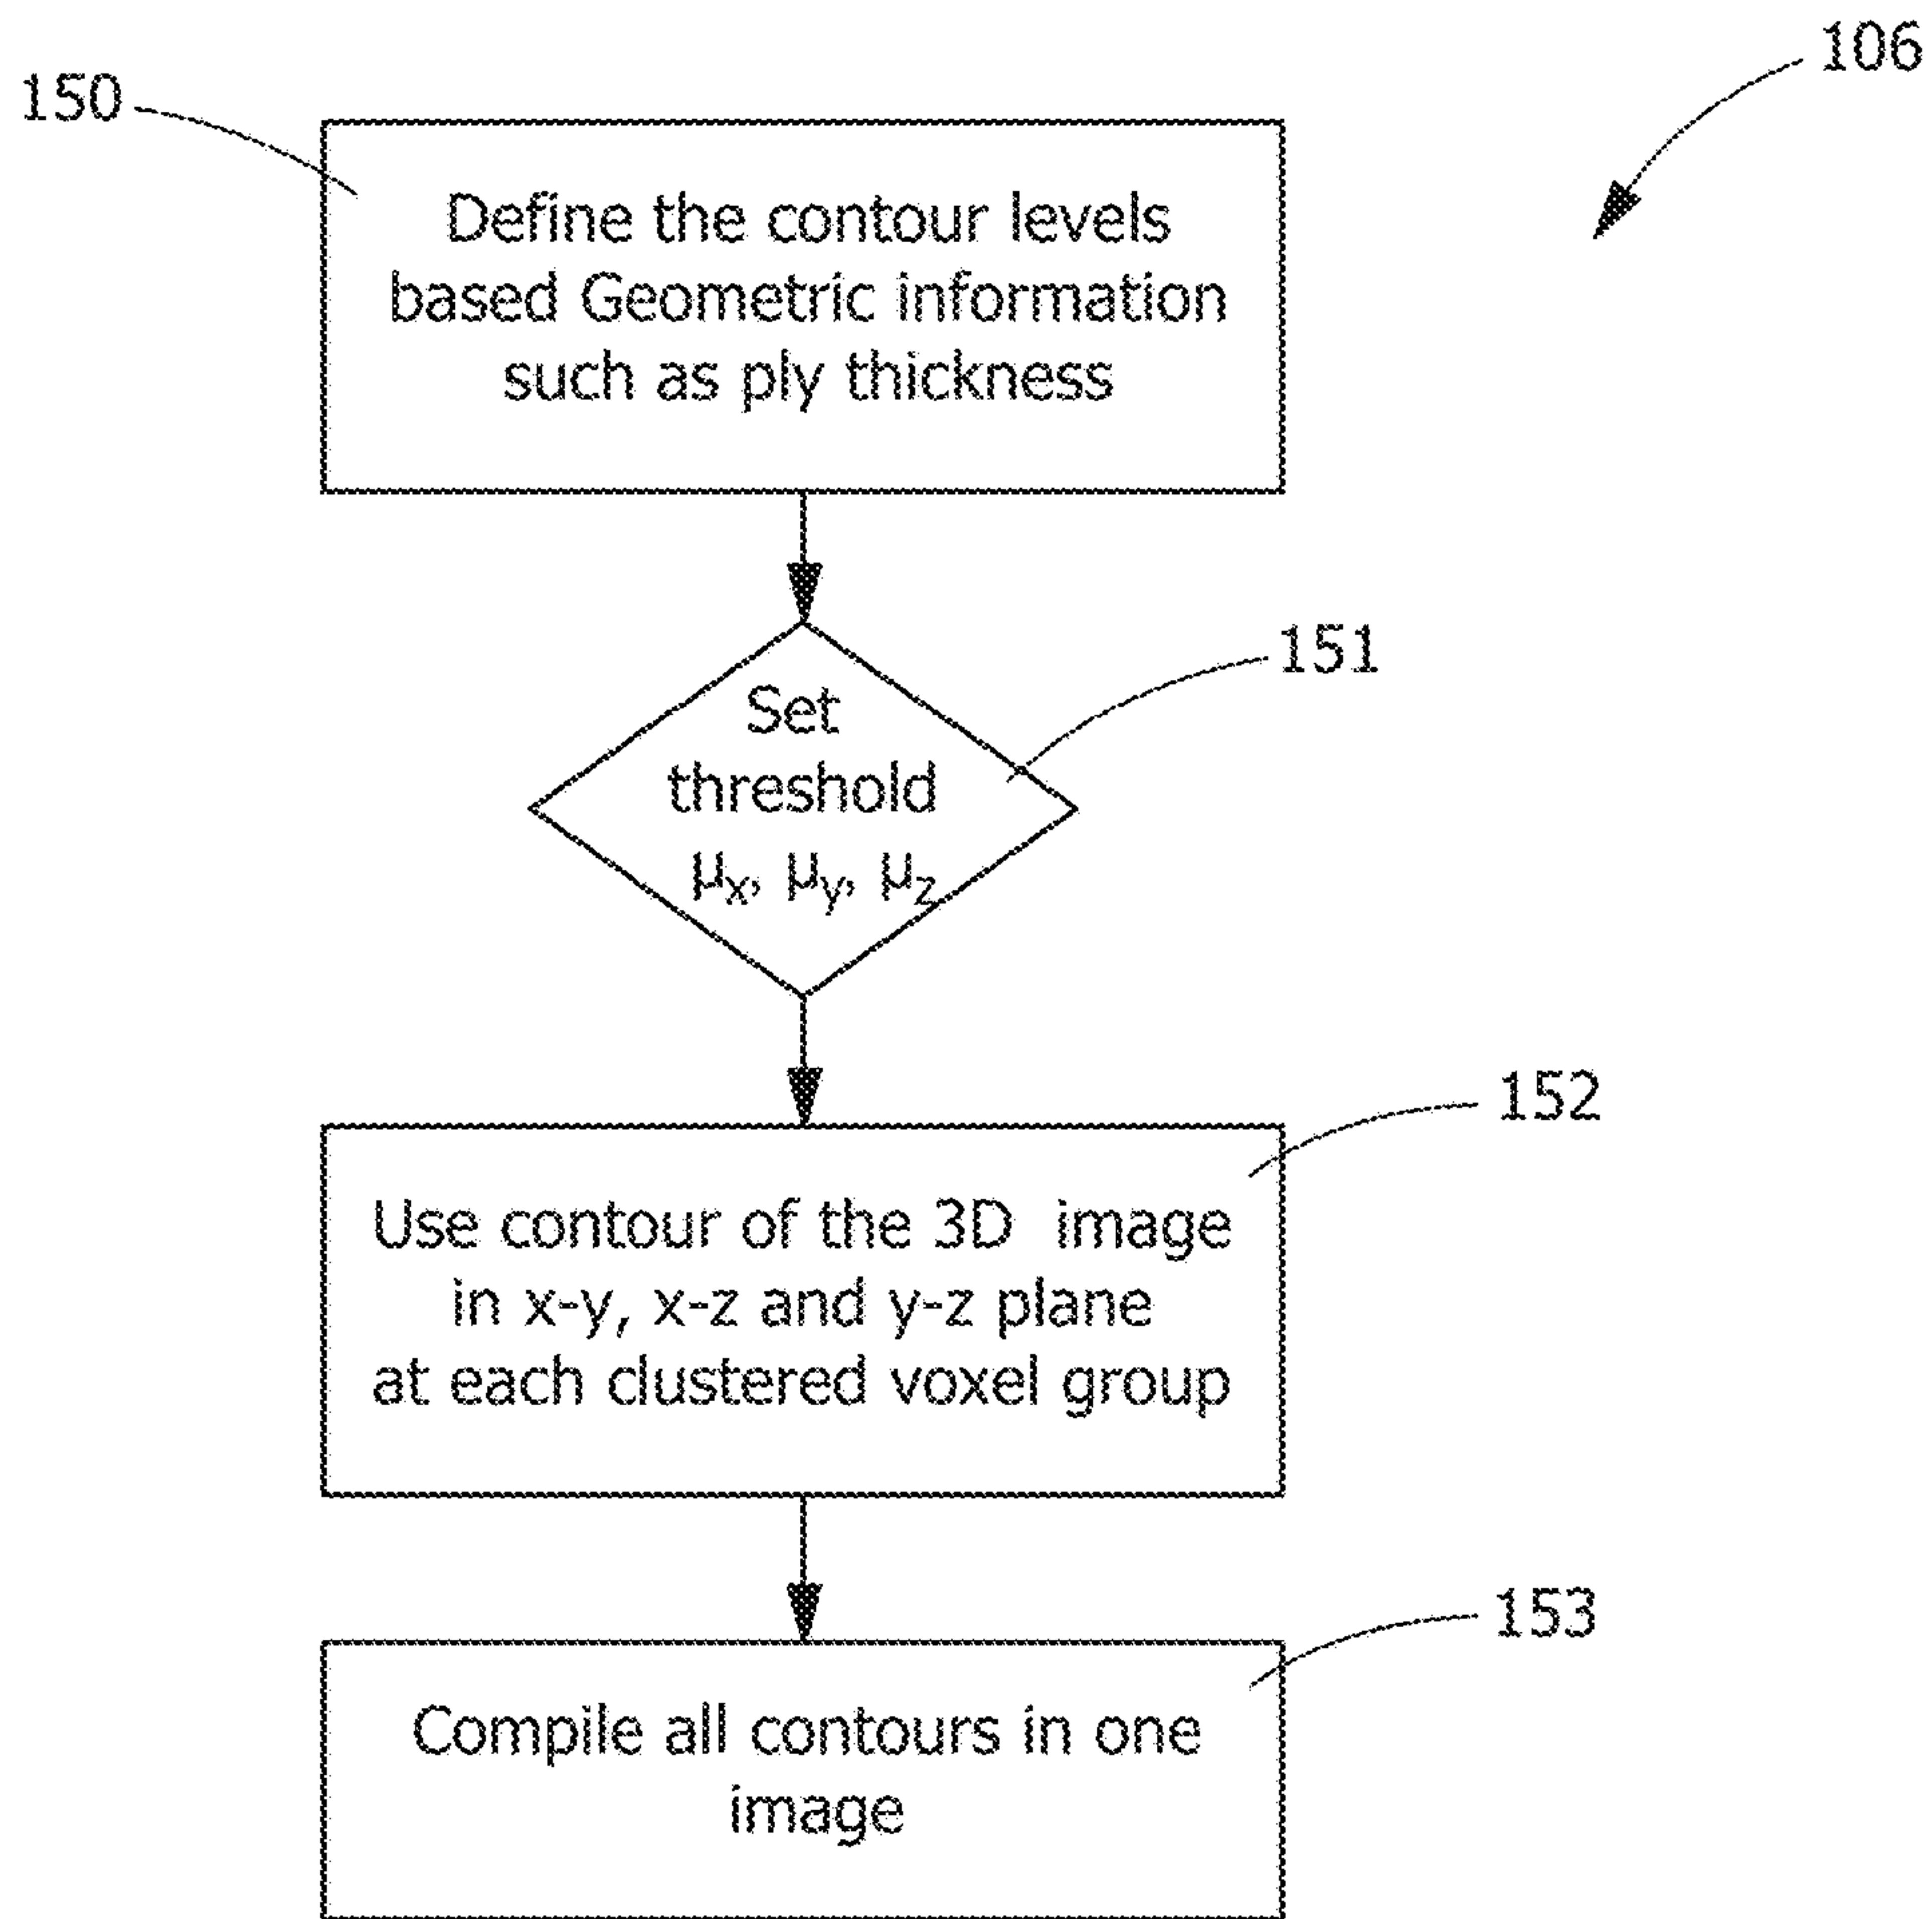 106
150
Define the contour levels
based Geometric information
such as ply thickness
151
Set
threshold
μx, μy, μz
152
Use contour of the 3D image
in x-y, x-z and y-z plane
at each clustered voxel group
153
Compile all contours in one
image